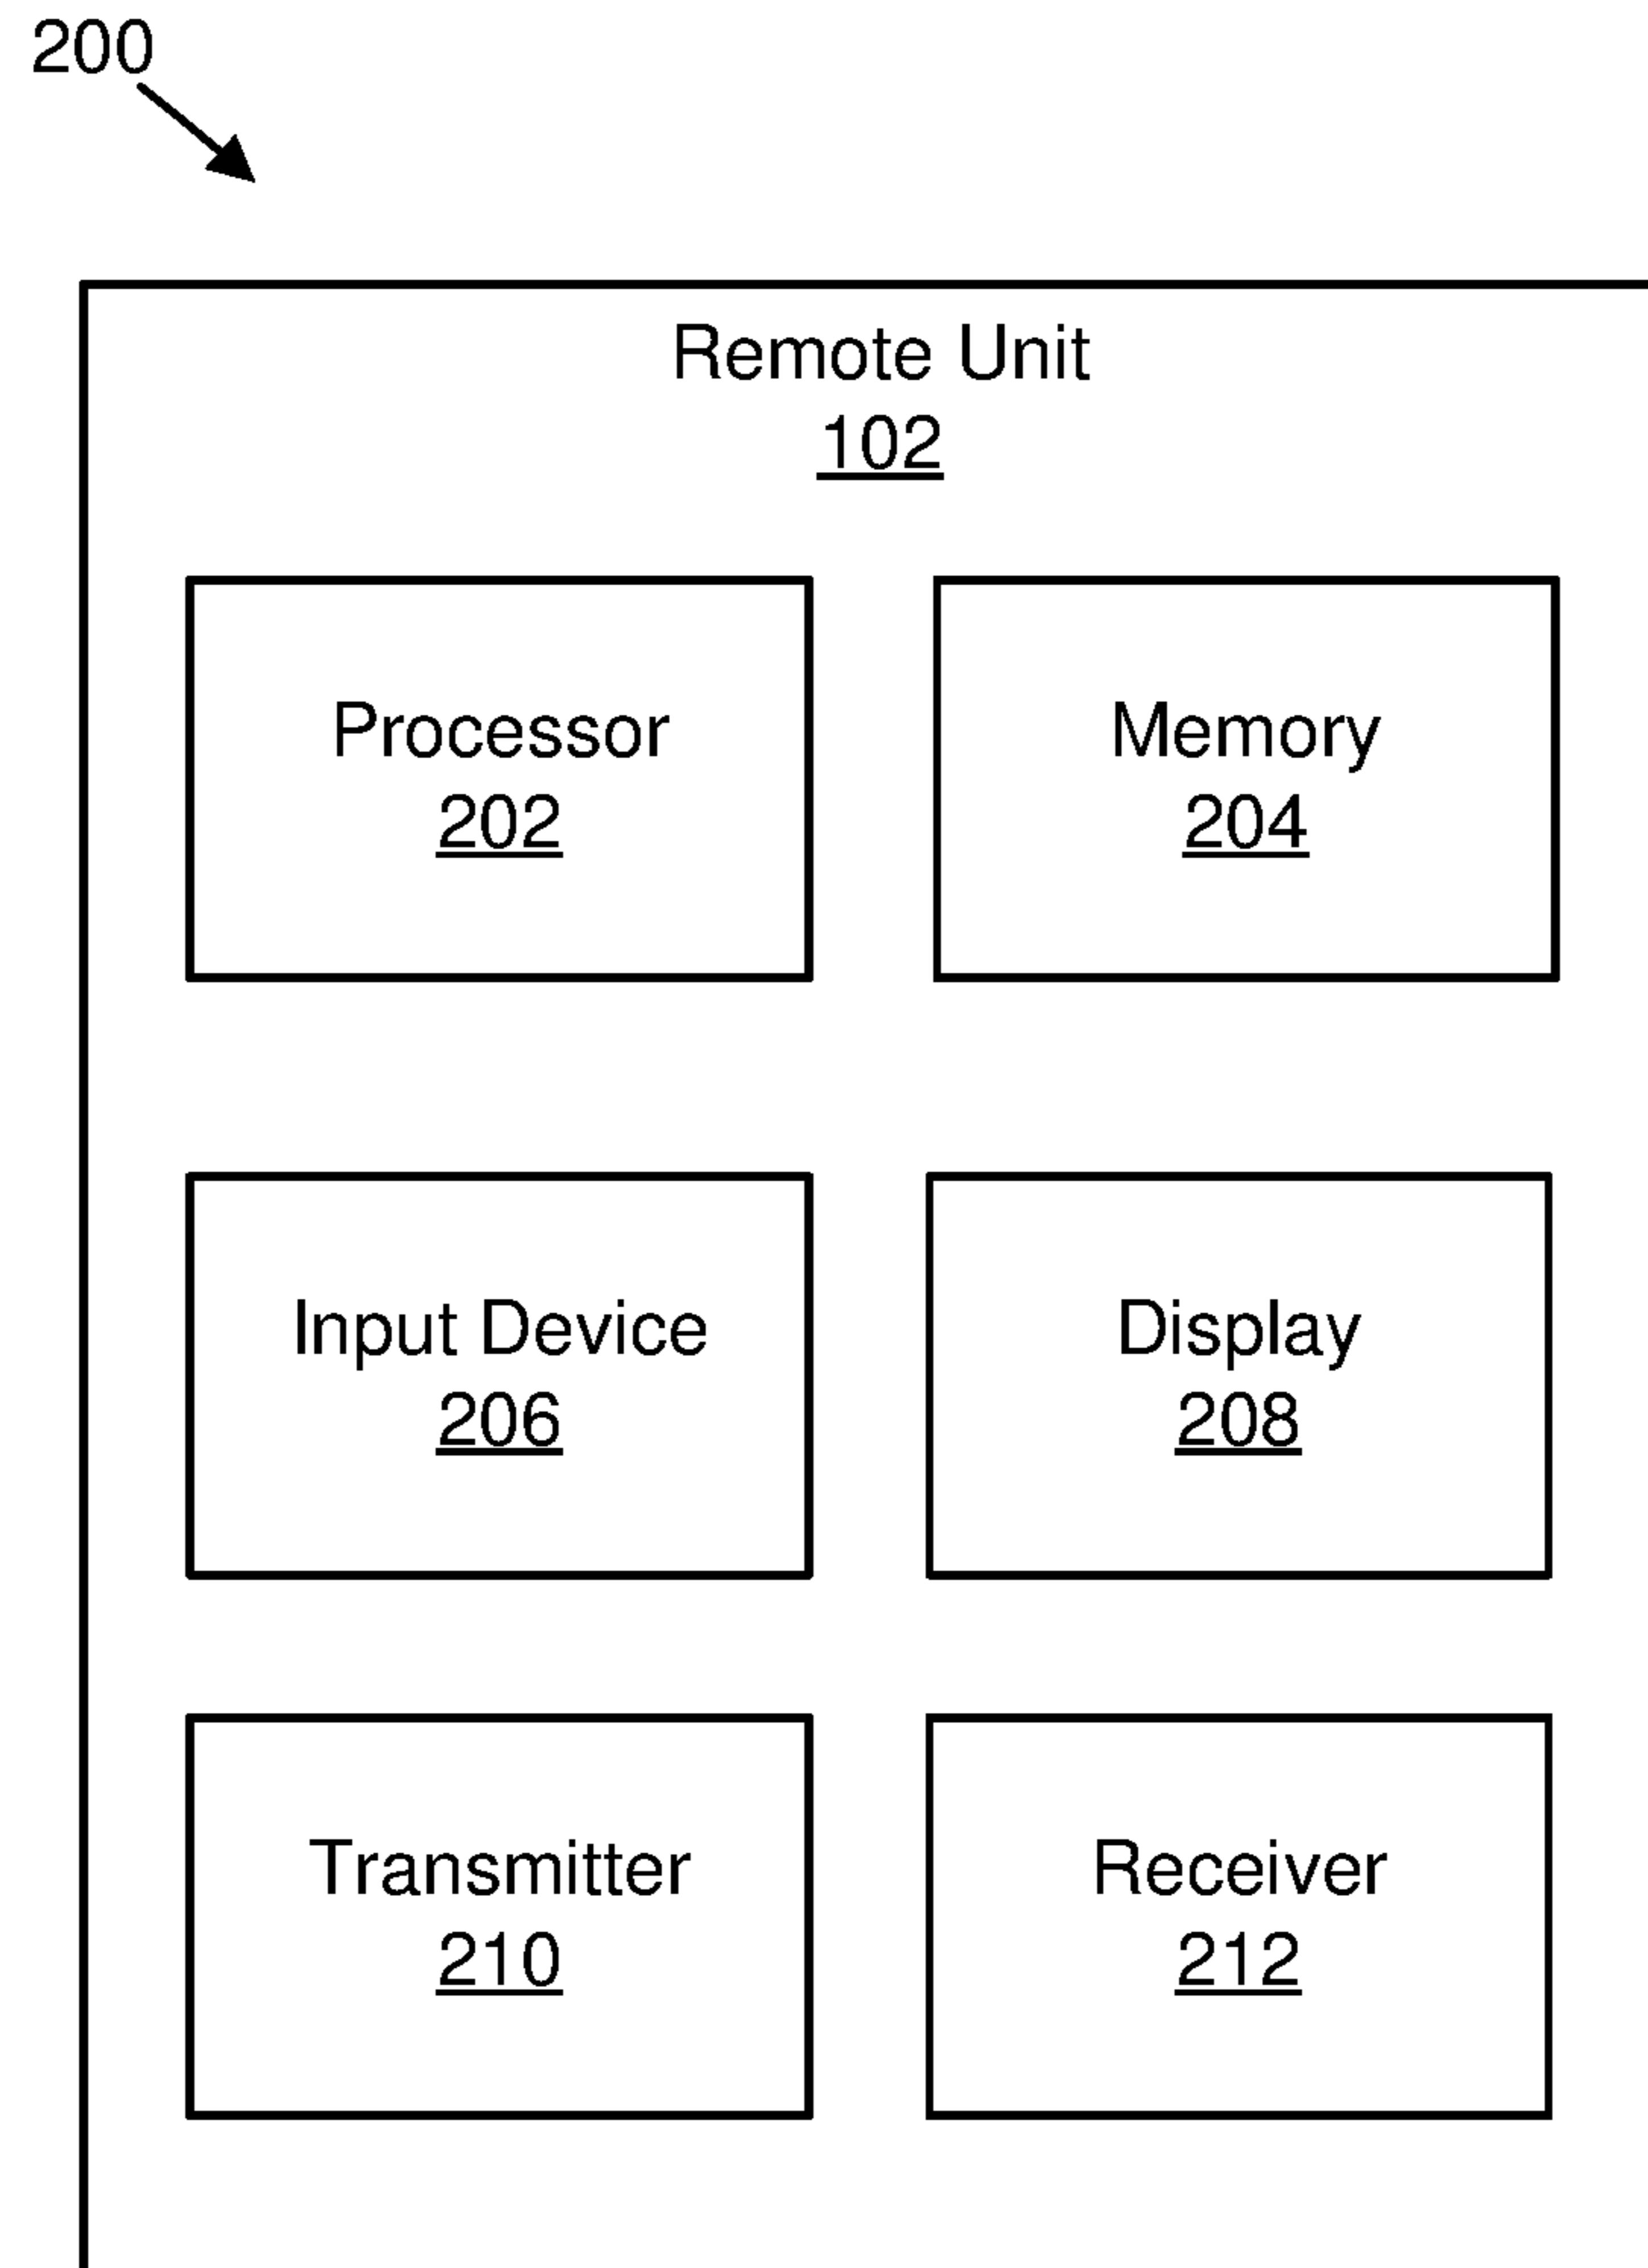 200
Remote Unit
102
Processor
202
Memory
204
Input Device
206
Display
208
Transmitter
210
Receiver
212